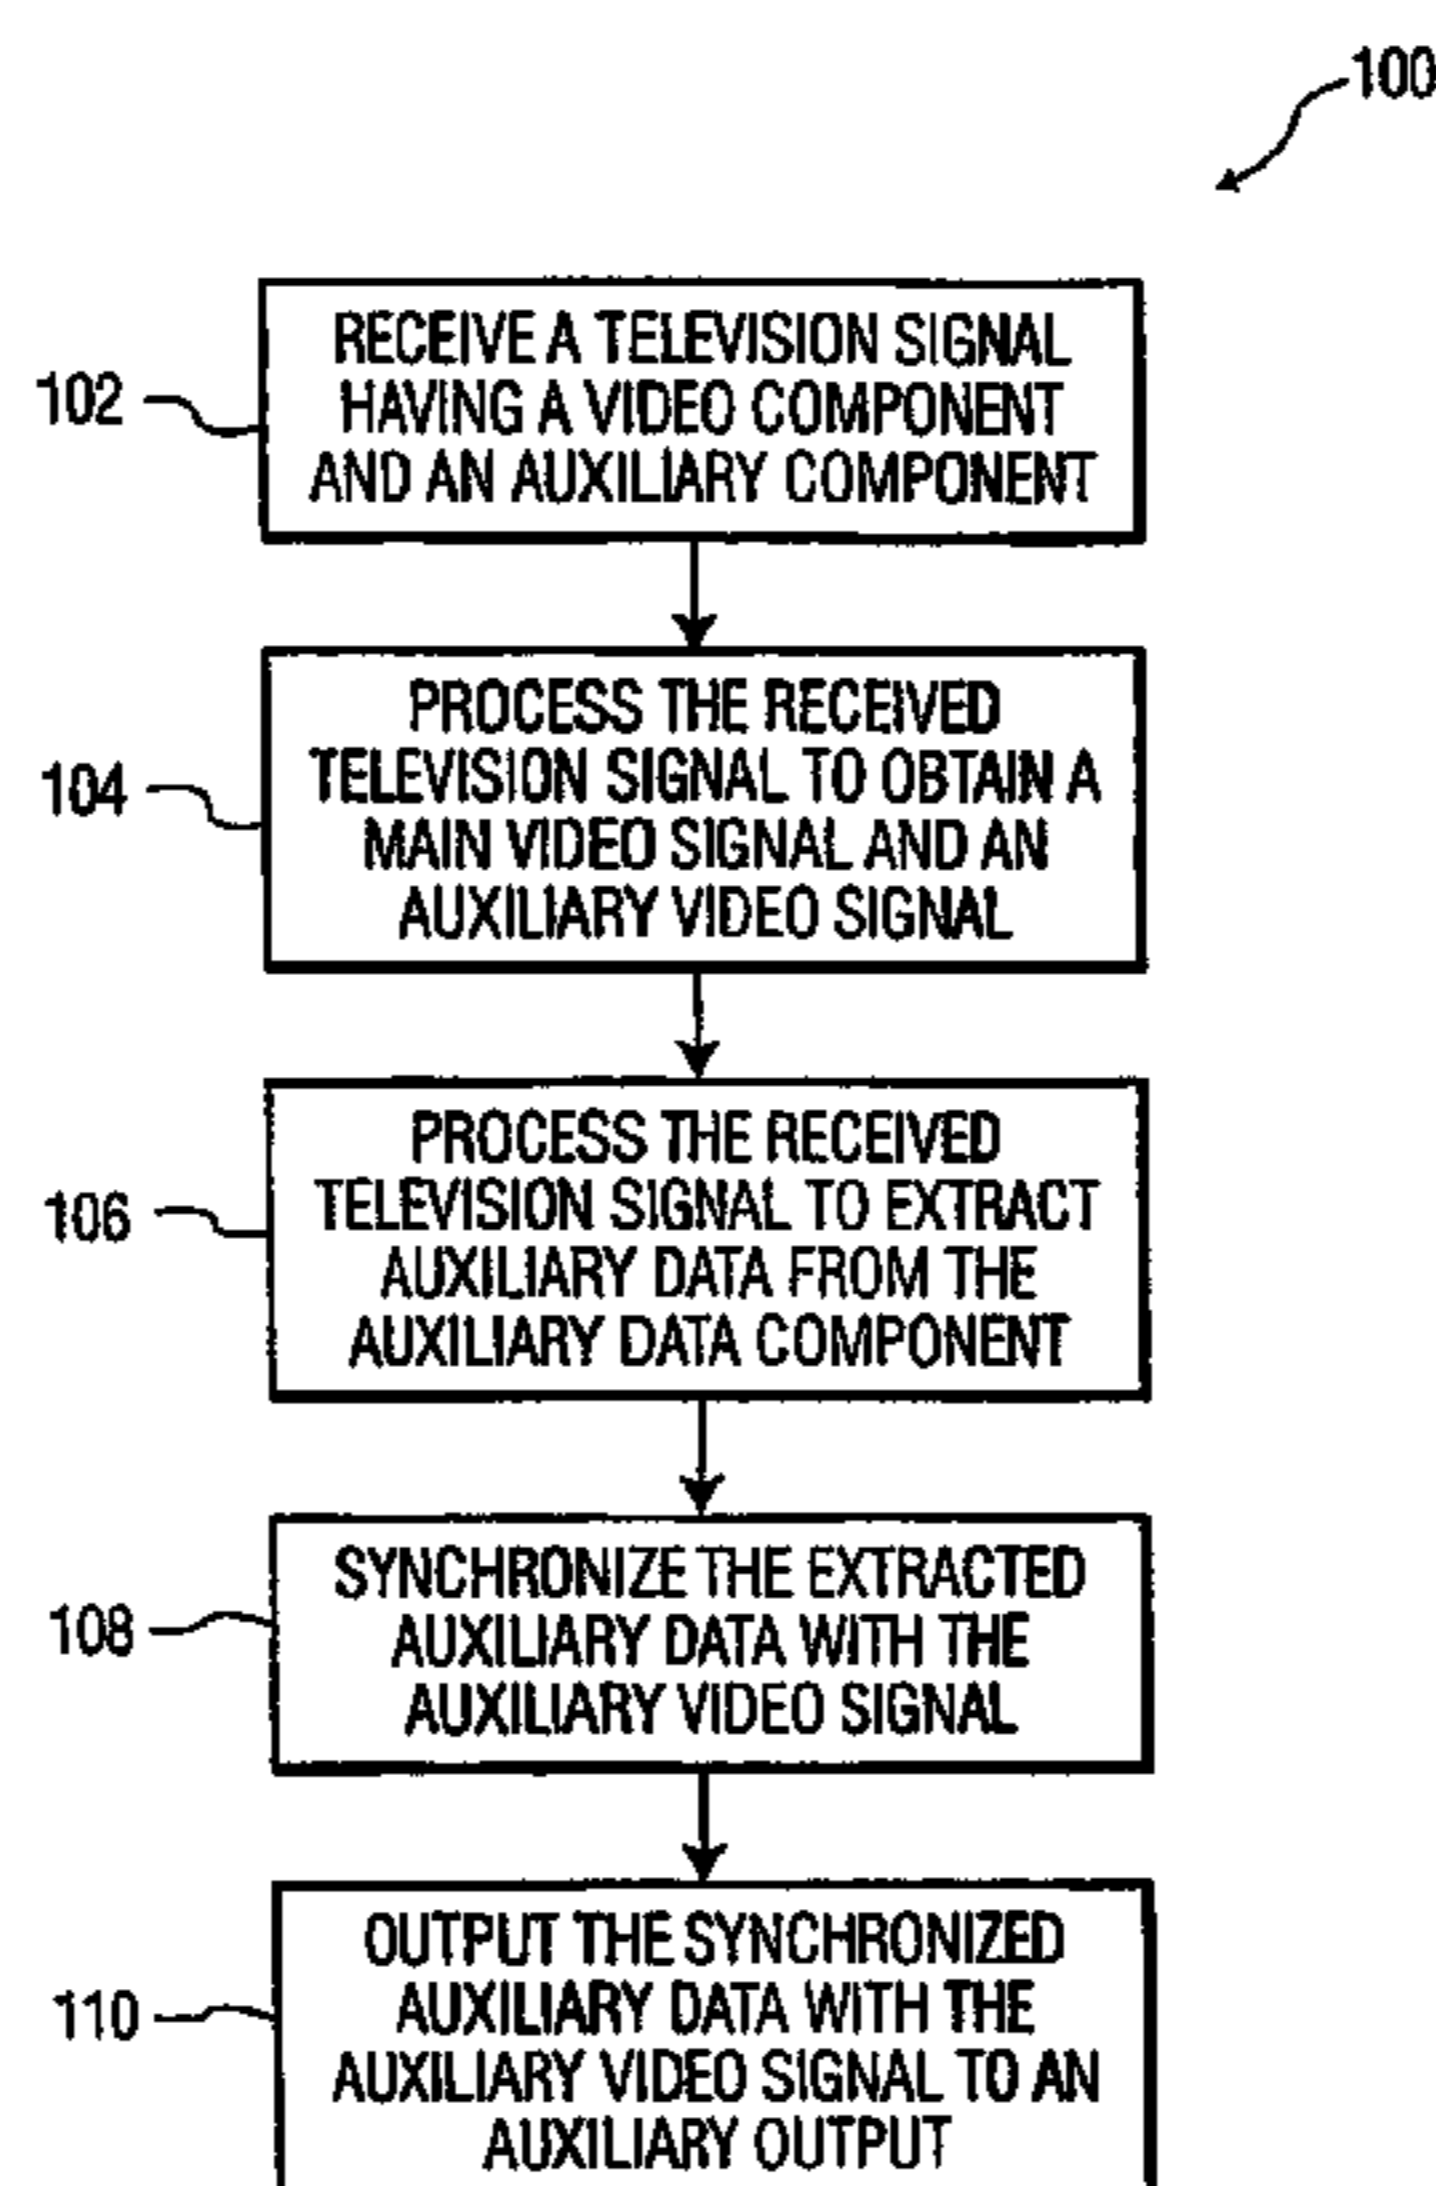 100
102
RECEIVE A TELEVISION SIGNAL
HAVING A VIDEO COMPONENT
AND AN AUXILIARY COMPONENT
104
PROCESS THE RECEIVED
TELEVISION SIGNAL TO OBTAIN A
MAIN VIDEO SIGNAL AND AN
AUXILIARY VIDEO SIGNAL
106
PROCESS THE RECEIVED
TELEVISION SIGNAL TO EXTRACT
AUXILIARY DATA FROM THE
AUXILIARY DATA COMPONENT
108
SYNCHRONIZE THE EXTRACTED
AUXILIARY DATA WITH THE
AUXILIARY VIDEO SIGNAL
110
OUTPUT THE SYNCHRONIZED
AUXILIARY DATA WITH THE
AUXILIARY VIDEO SIGNAL TO AN
AUXILIARY OUTPUT